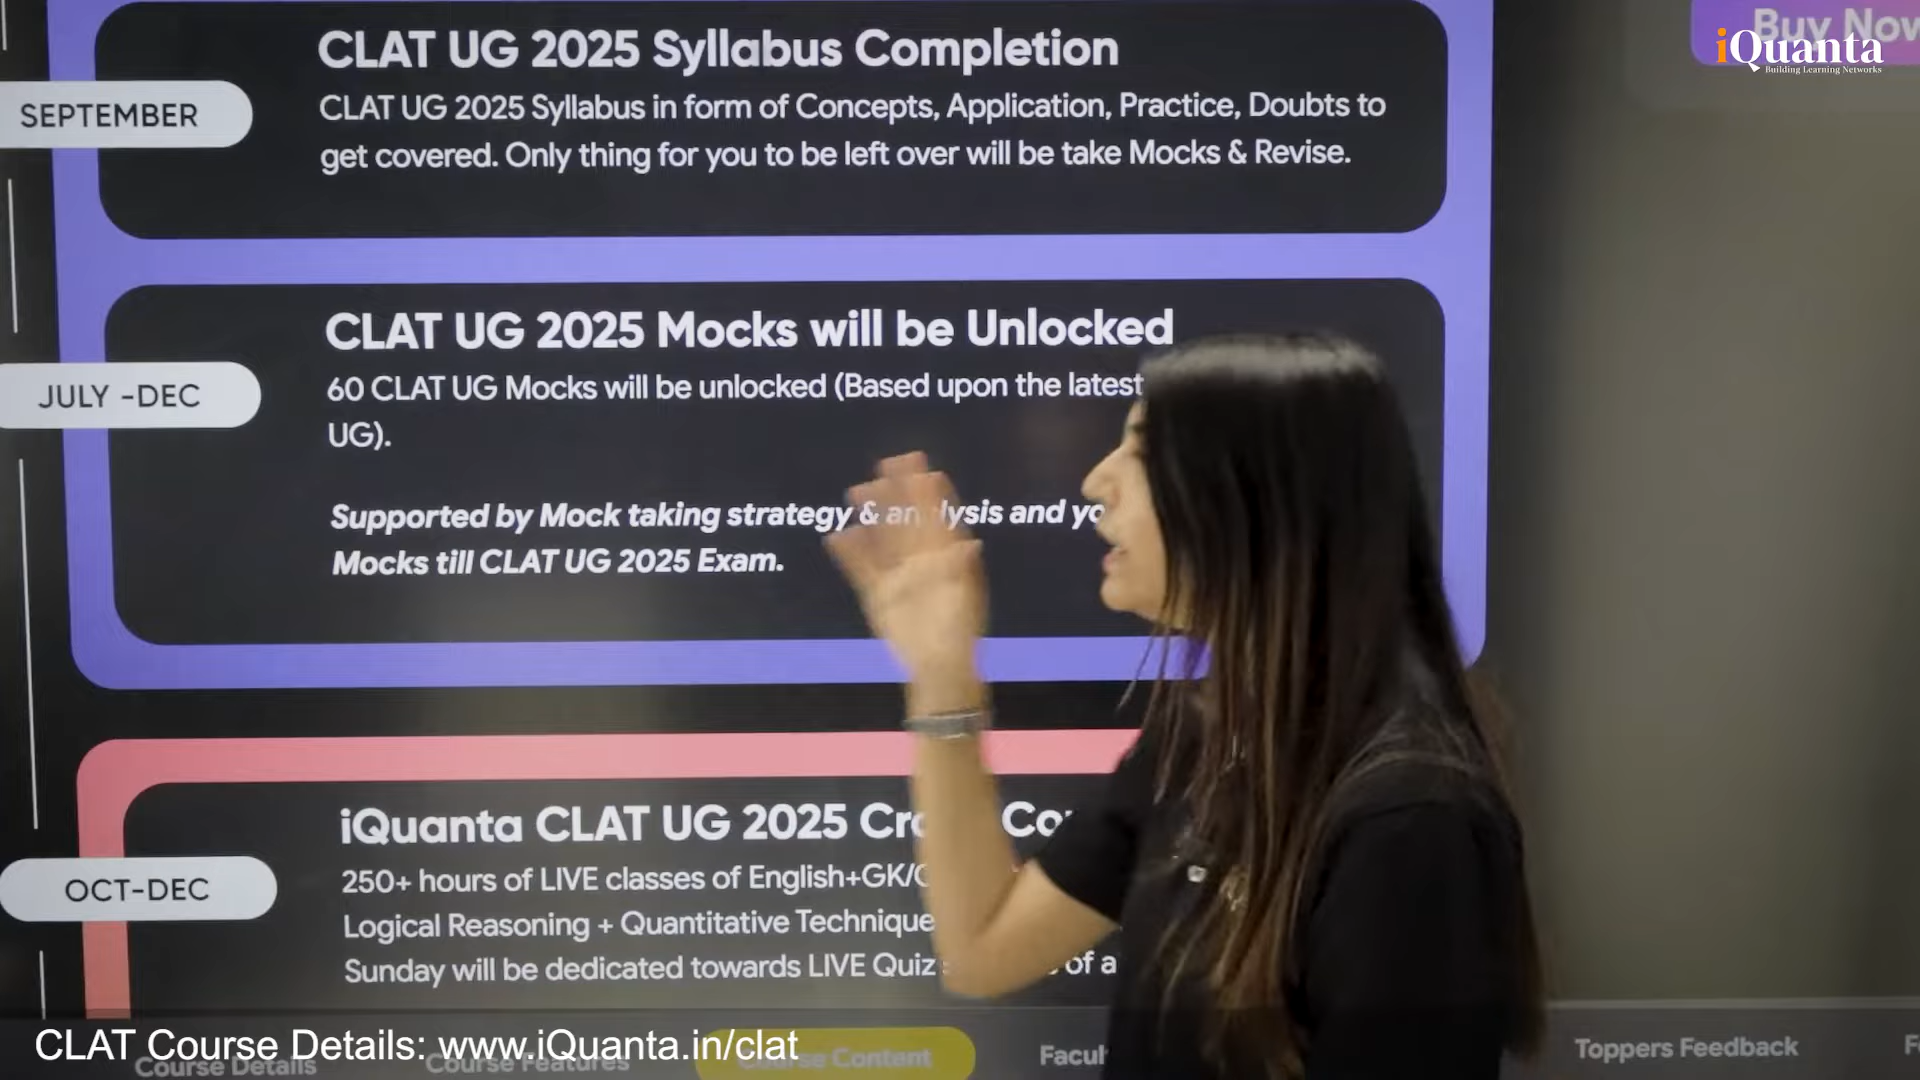 CLAT UG 2025 Syllabus Completion
SEPTEMBER
CLAT UG 2025 Syllabus in form of Concepts, Application, Practice, Doubts to
get covered. Only thing for you to be left over will be take Mocks & Revise.
Buy Now
iQuanta
Building Learning Networks
CLAT UG 2025 Mocks will be Unlocked
JULY -DEC
60 CLAT UG Mocks will be unlocked (Based upon the latest
UG).
Supported by Mock taking strategy & analysis and
Mocks till CLAT UG 2025 Exam.
iQuanta CLAT UG 2025
OCT-DEC
250+ hours of LIVE classes of English+GK/
Logical Reasoning + Quantitative Technique
Sunday will be dedicated towards LIVE Quiz of a
CLAT Course Details: www.iQuanta.in/clat
Course Details
Course Features
Course Content
Toppers Feedback